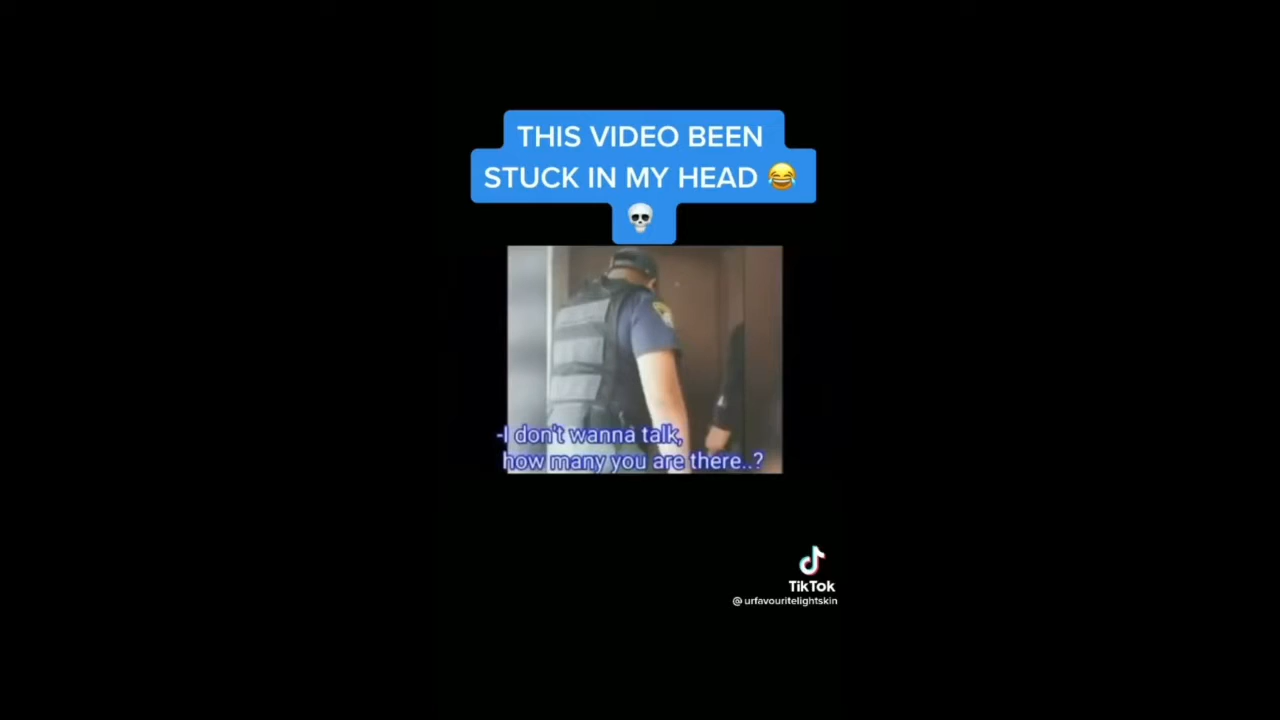 THIS VIDEO BEEN
STUCK IN MY HEAD 😂
💀
-I don't wanna talk,
how many you are there..?
TikTok
@urfavouritelightskin